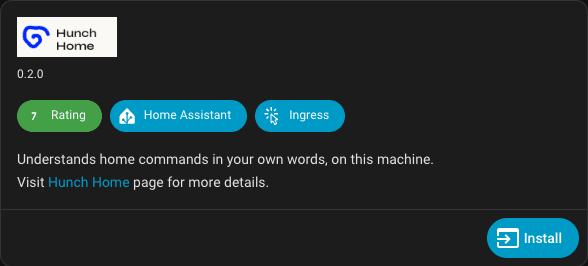 Hunch
Home
0.2.0
7 Rating
Home Assistant
Ingress
Understands home commands in your own words, on this machine.
Visit Hunch Home page for more details.
Install